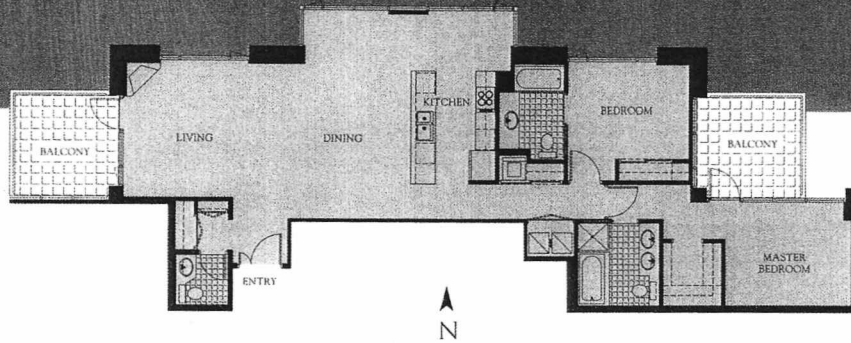 KITCHEN
BEDROOM
LIVING
DINING
BALCONY
BALCONY
MASTER
BEDROOM
ENTRY
N